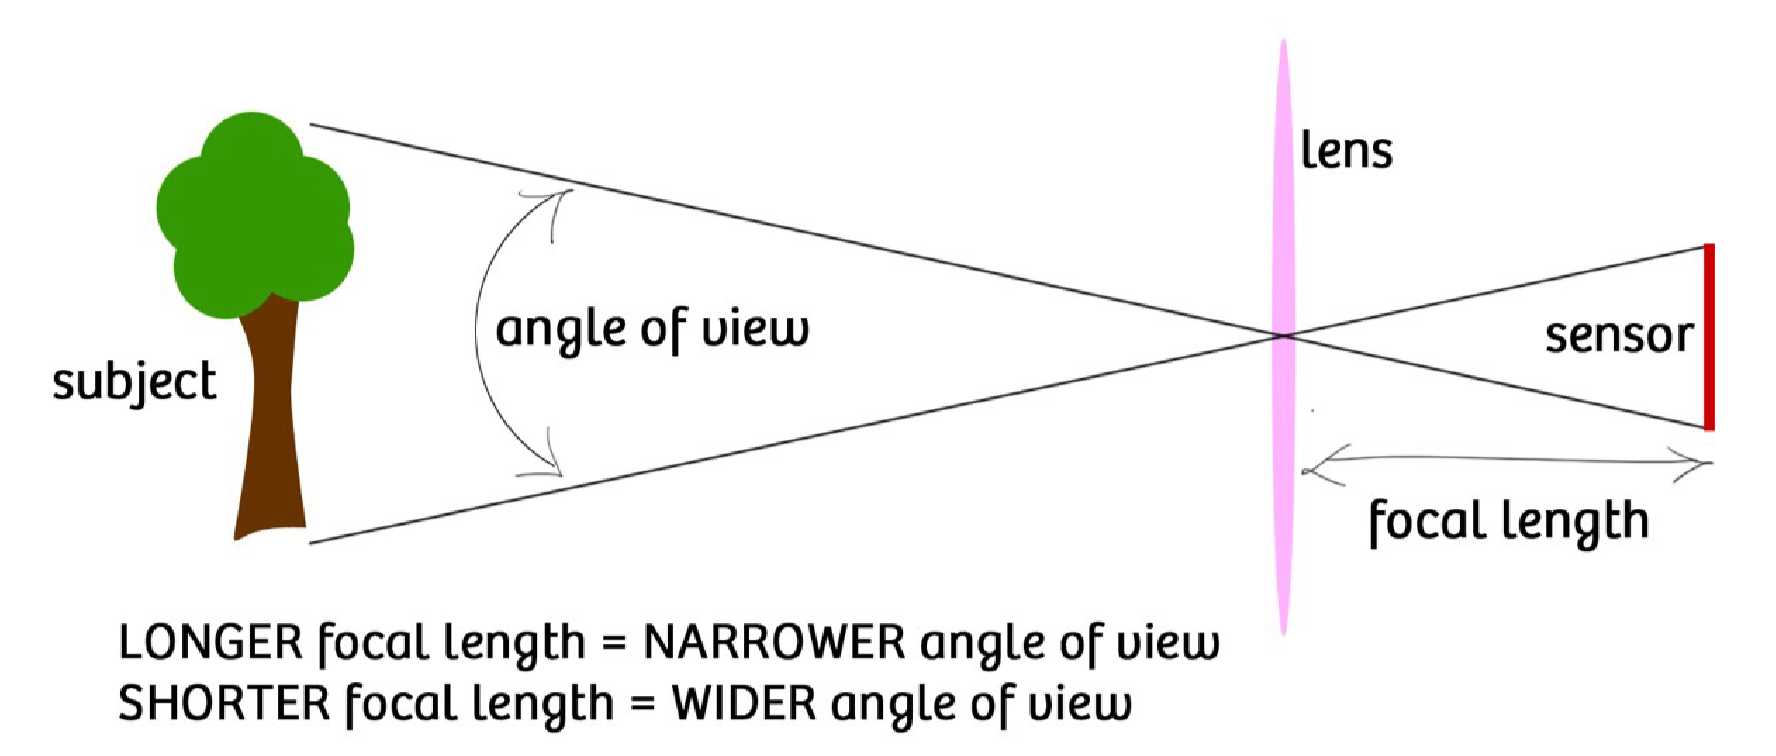 lens
angle of view
sensor
subject
focal length
LONGER focal length = NARROWER angle of view
SHORTER focal length = WIDER angle of view